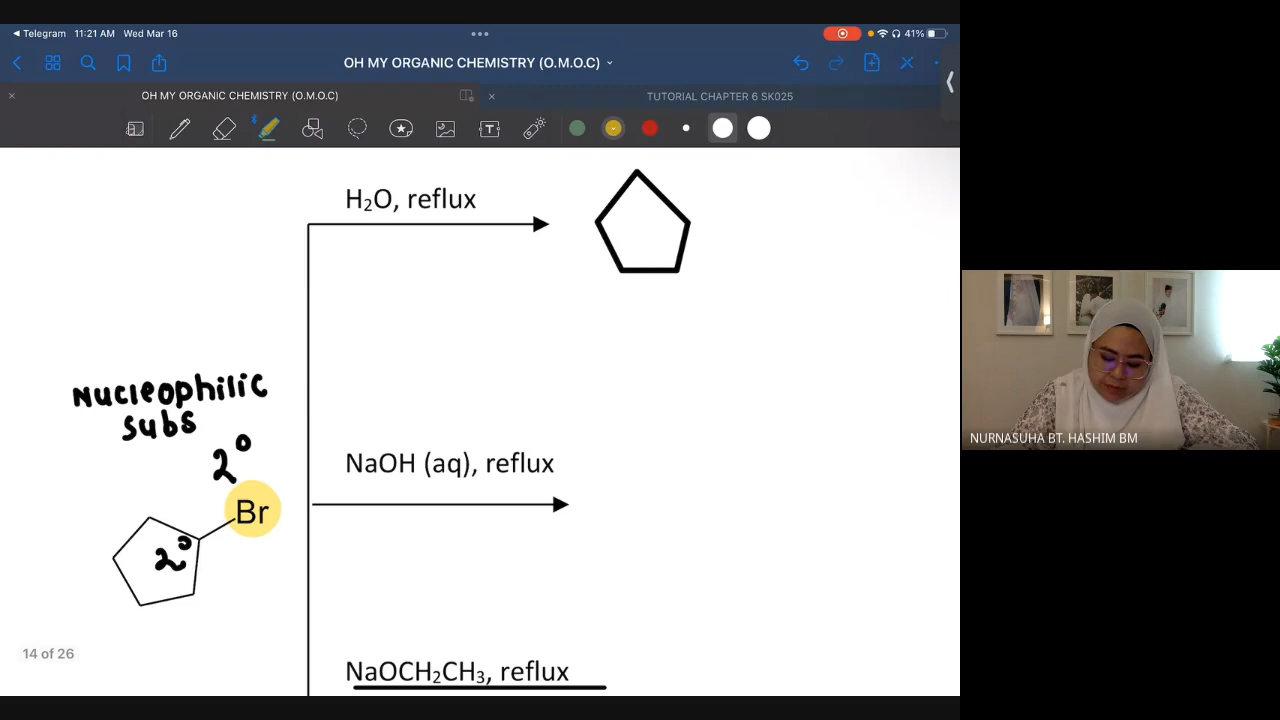 Telegram 11:21 AM Wed Mar 16
41%
OH MY ORGANIC CHEMISTRY (O.M.O.C)
OH MY ORGANIC CHEMISTRY (O.M.O.C)
TUTORIAL CHAPTER 6 SK025
H₂O, reflux
Nucleophilic
subs
2°
NaOH (aq), reflux
Br
2°
NaOCH₂CH₃, reflux
14 of 26
NURNASUHA BT. HASHIM BM